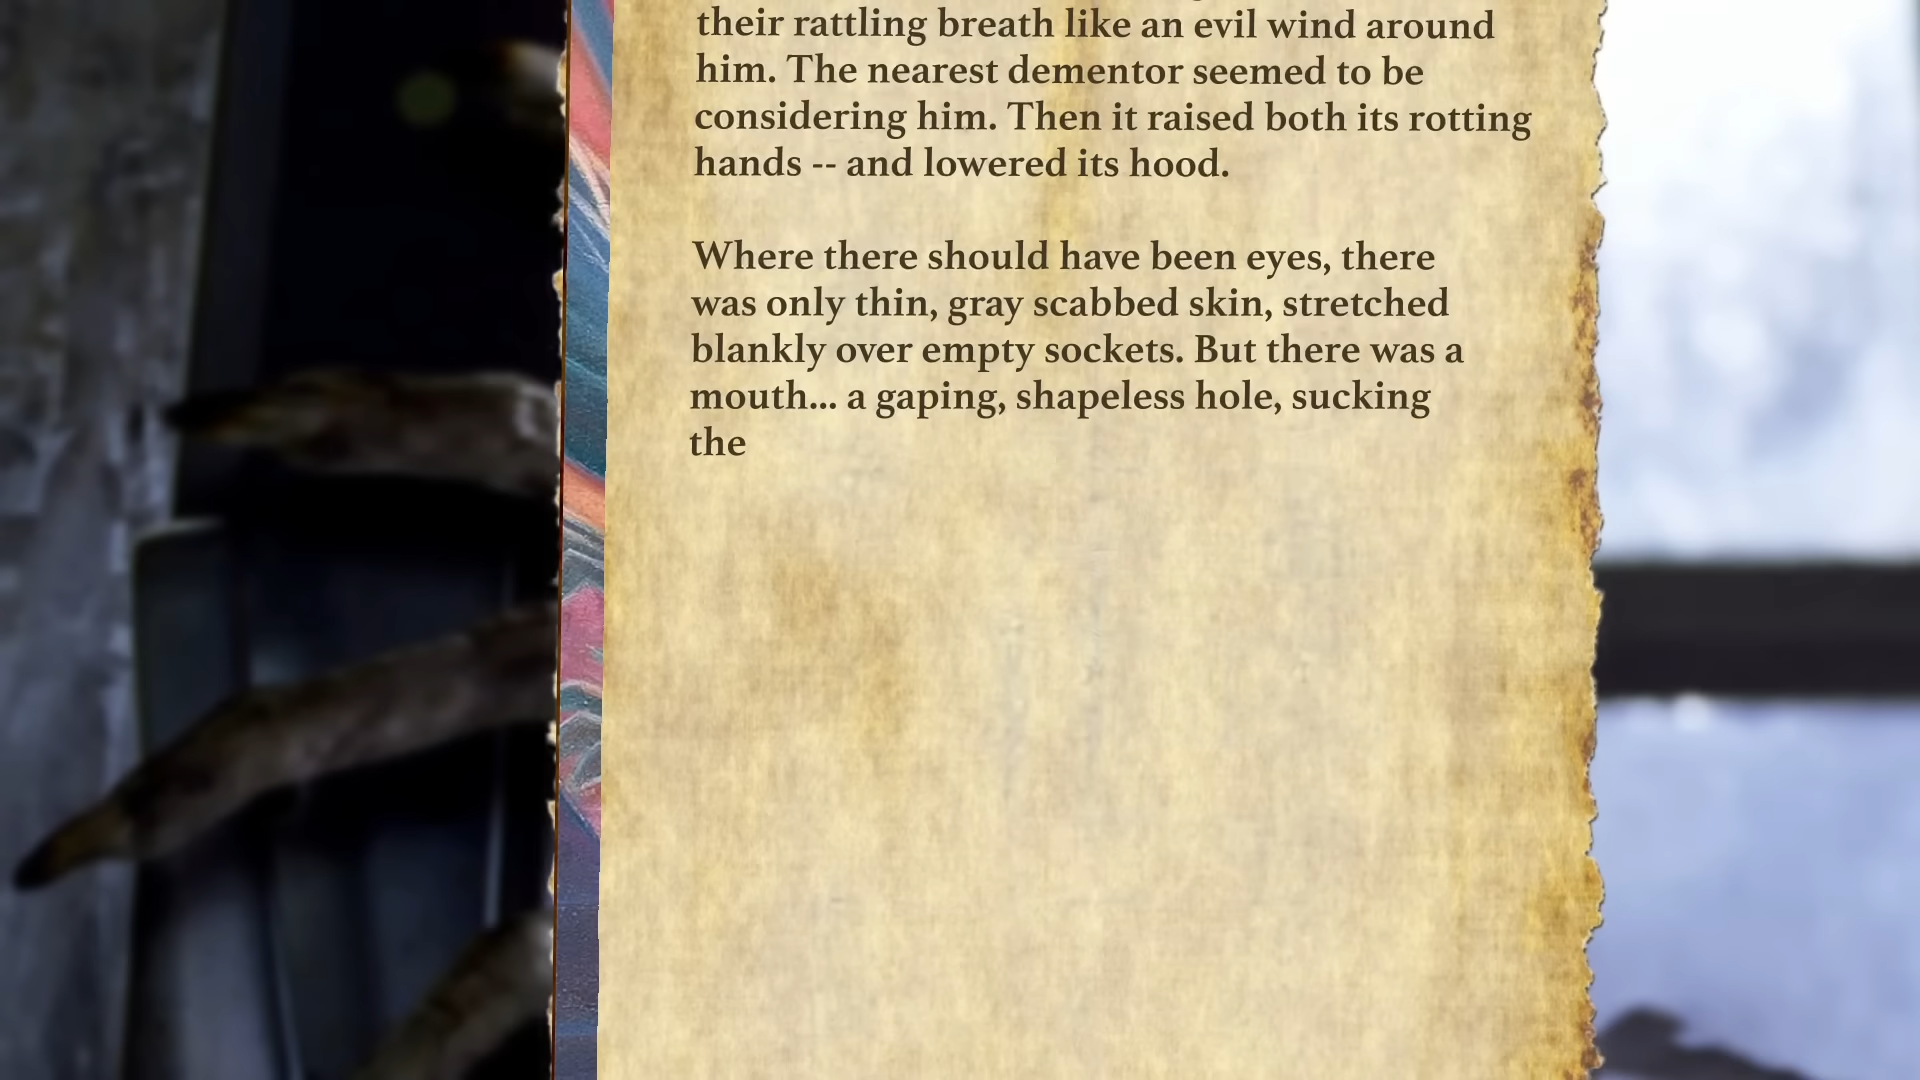 their rattling breath like an evil wind around
him. The nearest dementor seemed to be
considering him. Then it raised both its rotting
hands -- and lowered its hood.
Where there should have been eyes, there
was only thin, gray scabbed skin, stretched
blankly over empty sockets. But there was a
mouth... a gaping, shapeless hole, sucking
the